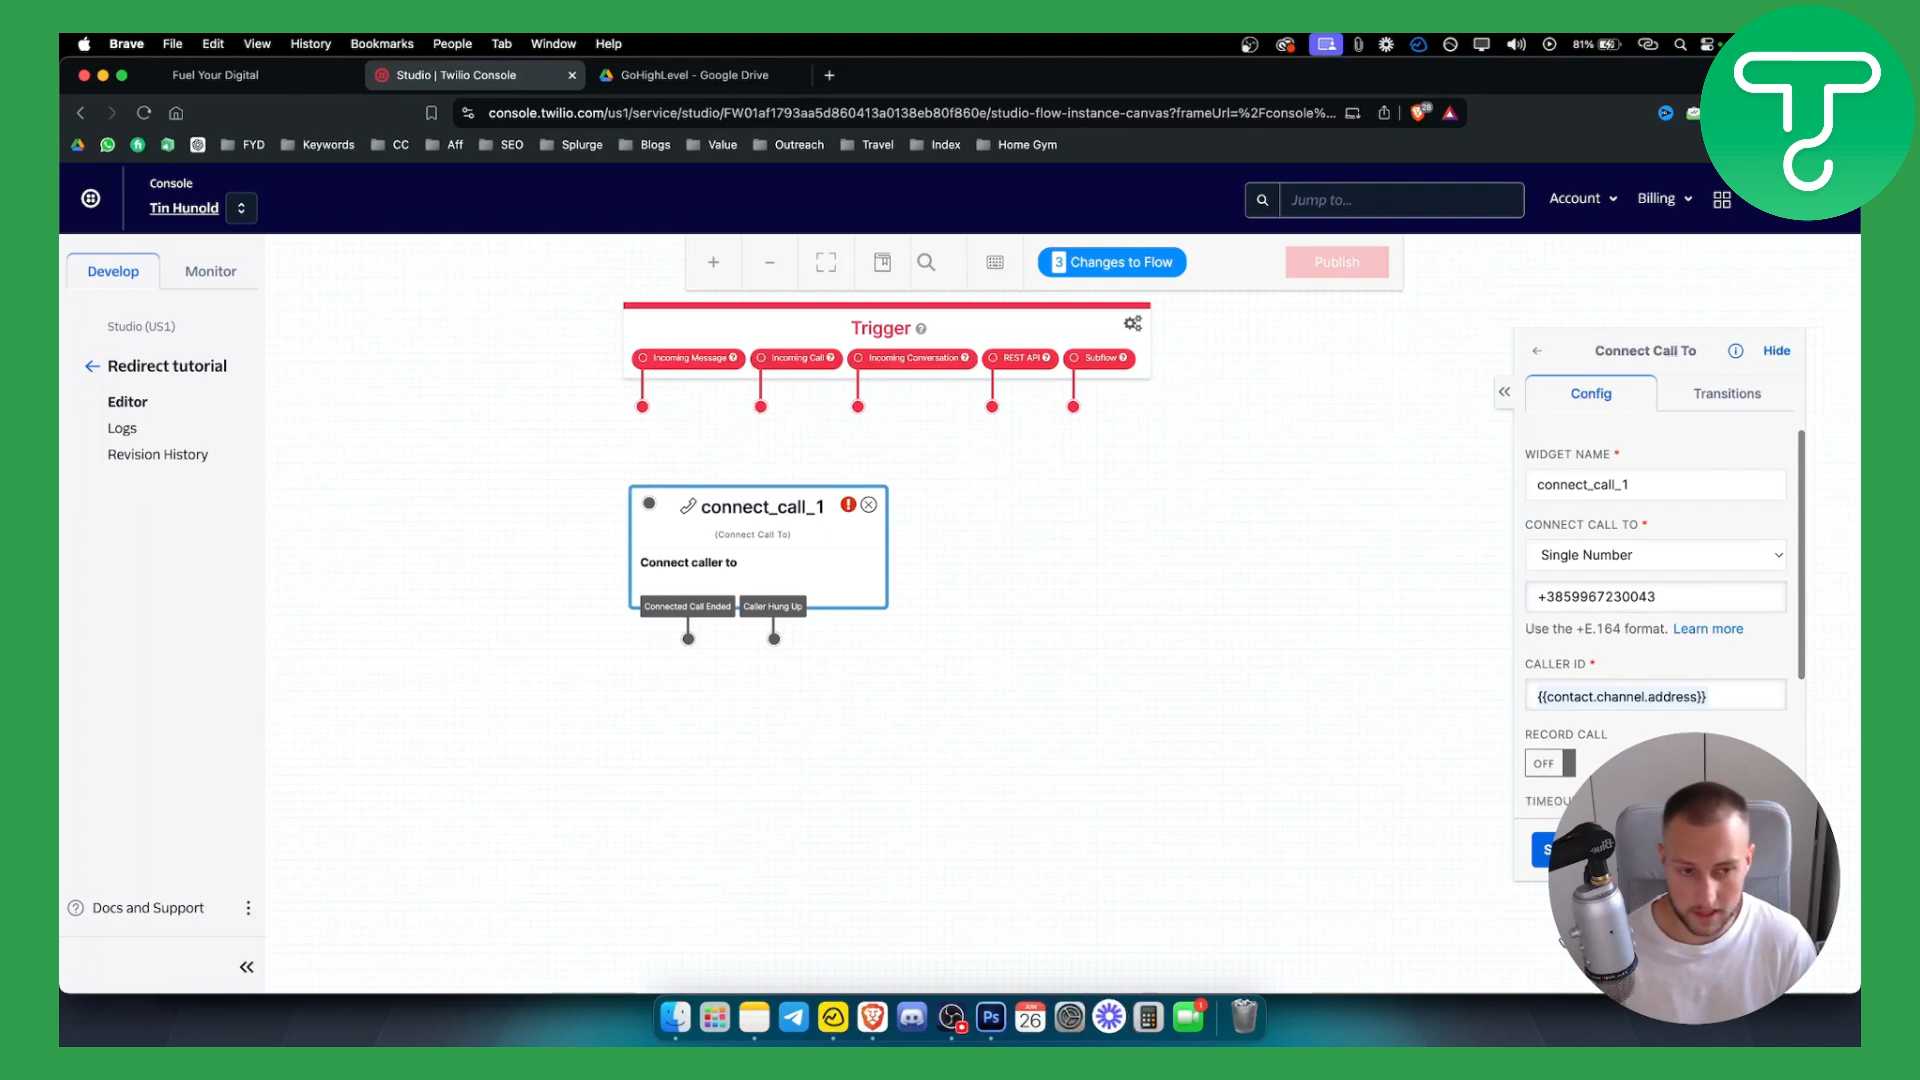 Brave File Edit View History Bookmarks People Tab Window Help 81%
Fuel Your Digital Studio | Twilio Console GoHighLevel - Google Drive
console.twilio.com/us1/service/studio/FW01af1793aa5d860413a0138eb80f860e/studio-flow-instance-canvas?frameUrl=%2Fconsole%... 28
FYD Keywords CC Aff SEO Splurge Blogs Value Outreach Travel Index Home Gym
Console
Tin Hunold
Jump to...
Account Billing
Develop Monitor
3 Changes to Flow Publish
Studio (US1)
Redirect tutorial
Editor
Logs
Revision History
Trigger
Incoming Message Incoming Call Incoming Conversation REST API Subflow
connect_call_1
(Connect Call To)
Connect caller to
Connected Call Ended Caller Hung Up
Connect Call To Hide
Config Transitions
WIDGET NAME *
connect_call_1
CONNECT CALL TO *
Single Number
+3859967230043
Use the +E.164 format. Learn more
CALLER ID *
{{contact.channel.address}}
RECORD CALL
OFF
TIMEOU
S
Docs and Support
Ps
JUN
26
1
Blue